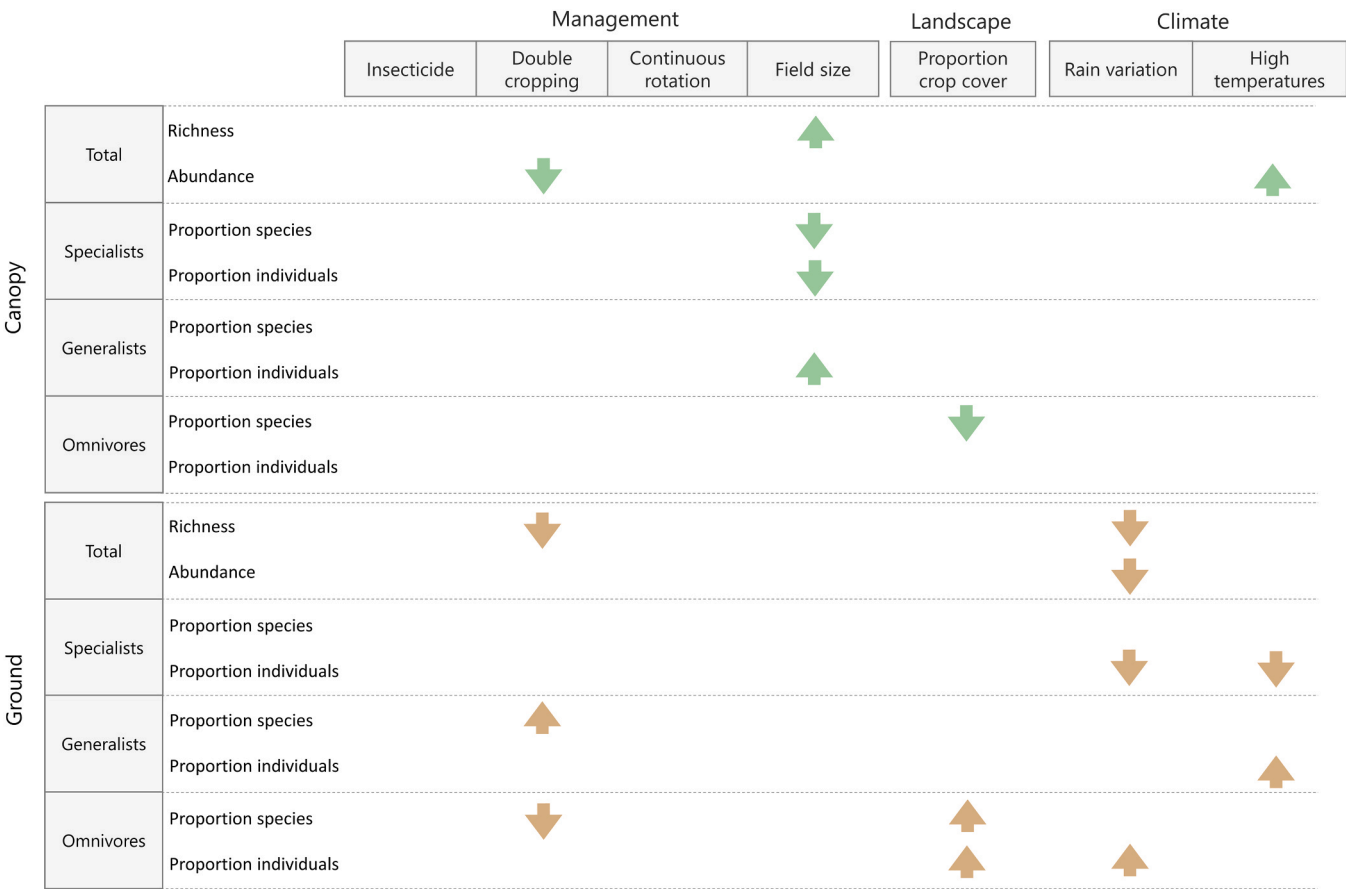 Management Landscape Climate
Insecticide Double cropping Continuous rotation Field size Proportion crop cover Rain variation High temperatures
Canopy
Total
Richness
Abundance
Specialists
Proportion species
Proportion individuals
Generalists
Proportion species
Proportion individuals
Omnivores
Proportion species
Proportion individuals
Ground
Total
Richness
Abundance
Specialists
Proportion species
Proportion individuals
Generalists
Proportion species
Proportion individuals
Omnivores
Proportion species
Proportion individuals